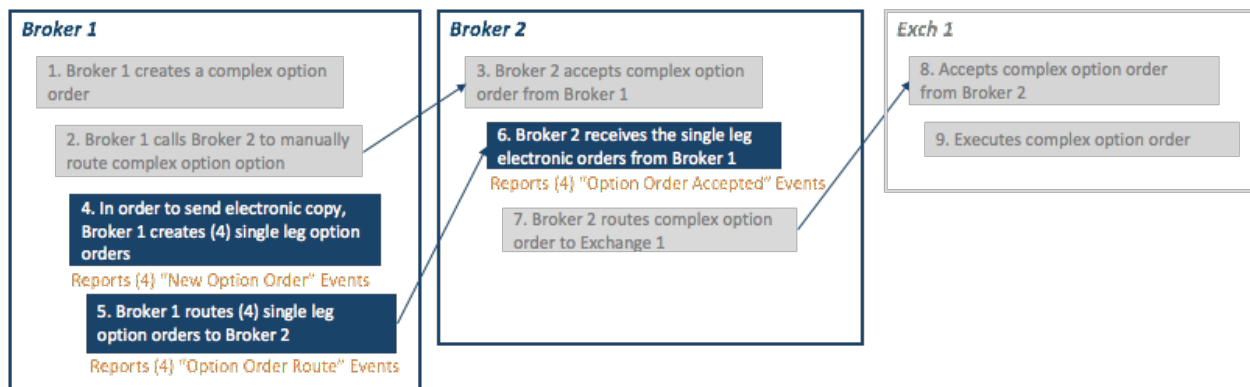 Broker 1
1. Broker 1 creates a complex option
order
2. Broker 1 calls Broker 2 to manually
route complex option option
4. In order to send electronic copy,
Broker 1 creates (4) single leg option
orders
Reports (4) "New Option Order" Events
5. Broker 1 routes (4) single leg
option orders to Broker 2
Reports (4) "Option Order Route" Events
Broker 2
3. Broker 2 accepts complex option
order from Broker 1
6. Broker 2 receives the single leg
electronic orders from Broker 1
Reports (4) "Option Order Accepted" Events
7. Broker 2 routes complex option
order to Exchange 1
Exch 1
8. Accepts complex option order
from Broker 2
9. Executes complex option order